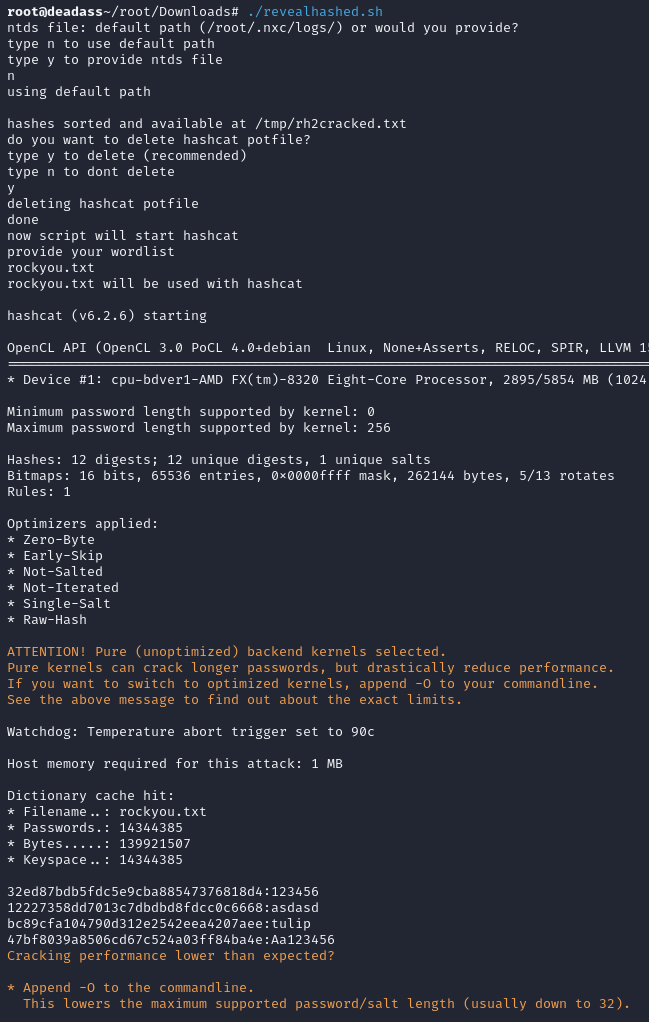 root@deadass~/root/Downloads# ./revealhashed.sh
ntds file: default path (/root/.nxc/logs/) or would you provide?
type n to use default path
type y to provide ntds file
n
using default path
hashes sorted and available at /tmp/rh2cracked.txt
do you want to delete hashcat potfile?
type y to delete (recommended)
type n to dont delete
y
deleting hashcat potfile
done
now script will start hashcat
provide your wordlist
rockyou.txt
rockyou.txt will be used with hashcat
hashcat (v6.2.6) starting
OpenCL API (OpenCL 3.0 PoCL 4.0+debian  Linux, None+Asserts, RELOC, SPIR, LLVM 15
* Device #1: cpu-bdver1-AMD FX(tm)-8320 Eight-Core Processor, 2895/5854 MB (1024
Minimum password length supported by kernel: 0
Maximum password length supported by kernel: 256
Hashes: 12 digests; 12 unique digests, 1 unique salts
Bitmaps: 16 bits, 65536 entries, 0x0000ffff mask, 262144 bytes, 5/13 rotates
Rules: 1
Optimizers applied:
* Zero-Byte
* Early-Skip
* Not-Salted
* Not-Iterated
* Single-Salt
* Raw-Hash
ATTENTION! Pure (unoptimized) backend kernels selected.
Pure kernels can crack longer passwords, but drastically reduce performance.
If you want to switch to optimized kernels, append -O to your commandline.
See the above message to find out about the exact limits.
Watchdog: Temperature abort trigger set to 90c
Host memory required for this attack: 1 MB
Dictionary cache hit:
* Filename..: rockyou.txt
* Passwords.: 14344385
* Bytes.....: 139921507
* Keyspace..: 14344385
32ed87bdb5fdc5e9cba88547376818d4:123456
12227358dd7013c7dbdbd8fdcc0c6668:asdasd
bc89cfa104790d312e2542eea4207aee:tulip
47bf8039a8506cd67c524a03ff84ba4e:Aa123456
Cracking performance lower than expected?
* Append -O to the commandline.
  This lowers the maximum supported password/salt length (usually down to 32).